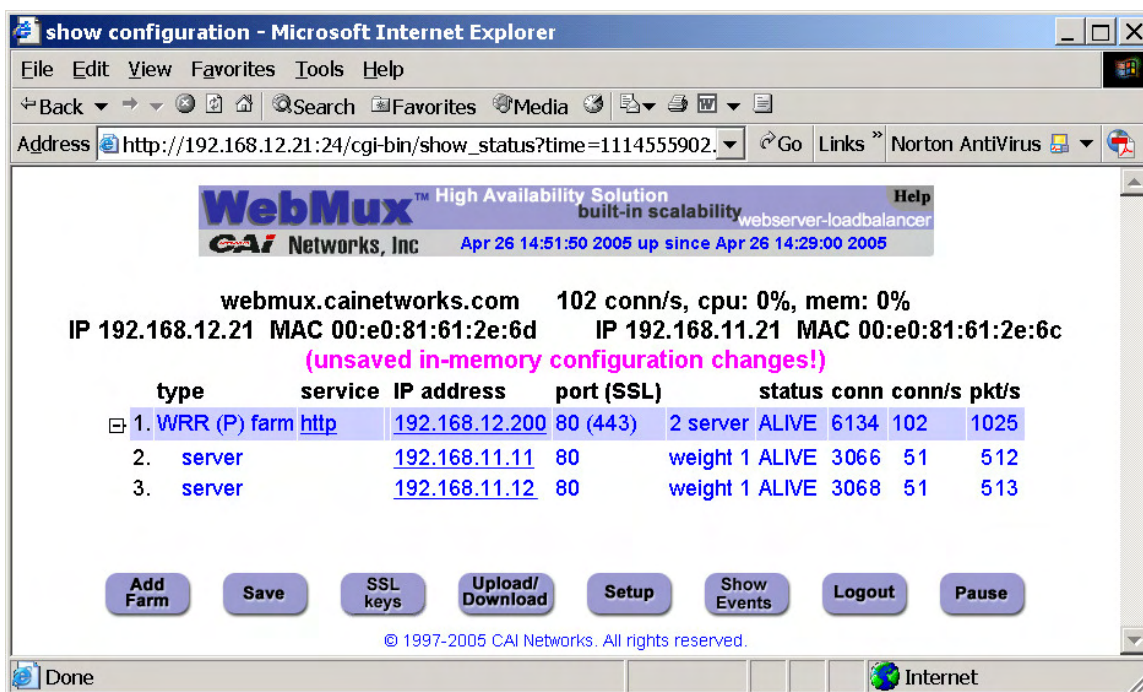 show configuration - Microsoft Internet Explorer
File Edit View Favorites Tools Help
Back Search Favorites Media
Address http://192.168.12.21:24/cgi-bin/show_status?time=1114555902. Go Links » Norton AntiVirus
WebMux™ High Availability Solution Help
built-in scalability webserver-loadbalancer
CAI Networks, Inc Apr 26 14:51:50 2005 up since Apr 26 14:29:00 2005
webmux.cainetworks.com 102 conn/s, cpu: 0%, mem: 0%
IP 192.168.12.21 MAC 00:e0:81:61:2e:6d IP 192.168.11.21 MAC 00:e0:81:61:2e:6c
(unsaved in-memory configuration changes!)
type service IP address port (SSL) status conn conn/s pkt/s
1. WRR (P) farm http 192.168.12.200 80 (443) 2 server ALIVE 6134 102 1025
2. server 192.168.11.11 80 weight 1 ALIVE 3066 51 512
3. server 192.168.11.12 80 weight 1 ALIVE 3068 51 513
Add Farm Save SSL keys Upload/Download Setup Show Events Logout Pause
© 1997-2005 CAI Networks. All rights reserved.
Done Internet